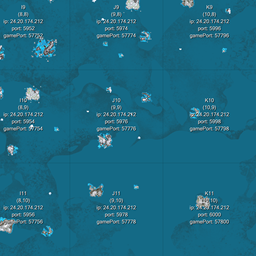 I9
(8,8)
ip: 24.20.174.212
port: 5952
gamePort: 57752
J9
(9,8)
ip: 24.20.174.212
port: 5974
gamePort: 57774
K9
(10,8)
ip: 24.20.174.212
port: 5996
gamePort: 57796
I10
(8,9)
ip: 24.20.174.212
port: 5954
gamePort: 57754
J10
(9,9)
ip: 24.20.174.212
port: 5976
gamePort: 57776
K10
(10,9)
ip: 24.20.174.212
port: 5998
gamePort: 57798
I11
(8,10)
ip: 24.20.174.212
port: 5956
gamePort: 57756
J11
(9,10)
ip: 24.20.174.212
port: 5978
gamePort: 57778
K11
(10,10)
ip: 24.20.174.212
port: 6000
gamePort: 57800